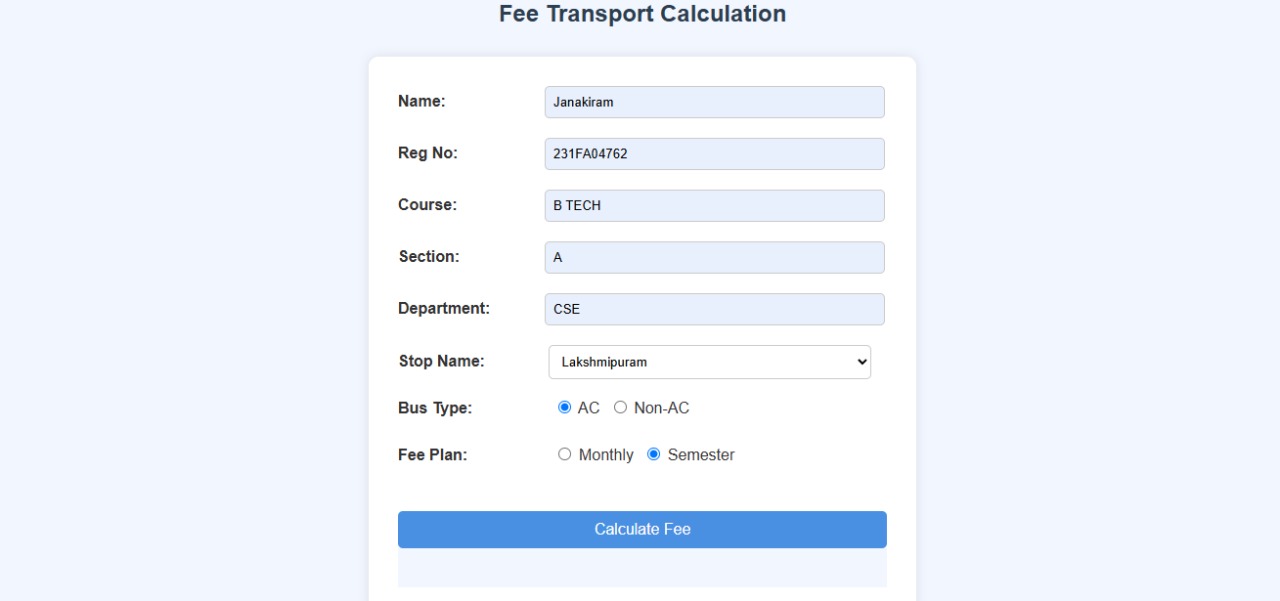 Fee Transport Calculation
Name: Janakiram
Reg No: 231FA04762
Course: B TECH
Section: A
Department: CSE
Stop Name: Lakshmipuram
Bus Type: AC Non-AC
Fee Plan: Monthly Semester
Calculate Fee